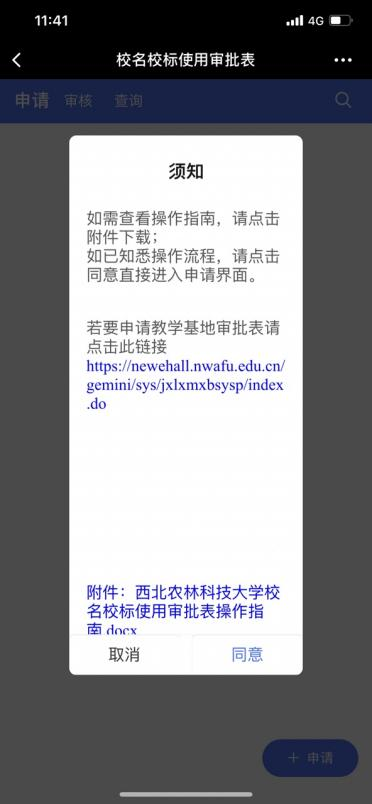 11:41
4G
校名校标使用审批表
申请 审核 查询
须知
如需查看操作指南，请点击
附件下载；
如已知悉操作流程，请点击
同意直接进入申请界面。
若要申请教学基地审批表请
点击此链接
https://newehall.nwafu.edu.cn/
gemini/sys/jxlxmxbsysp/index
.do
附件：西北农林科技大学校
名校标使用审批表操作指
南.docx
取消 同意
+ 申请